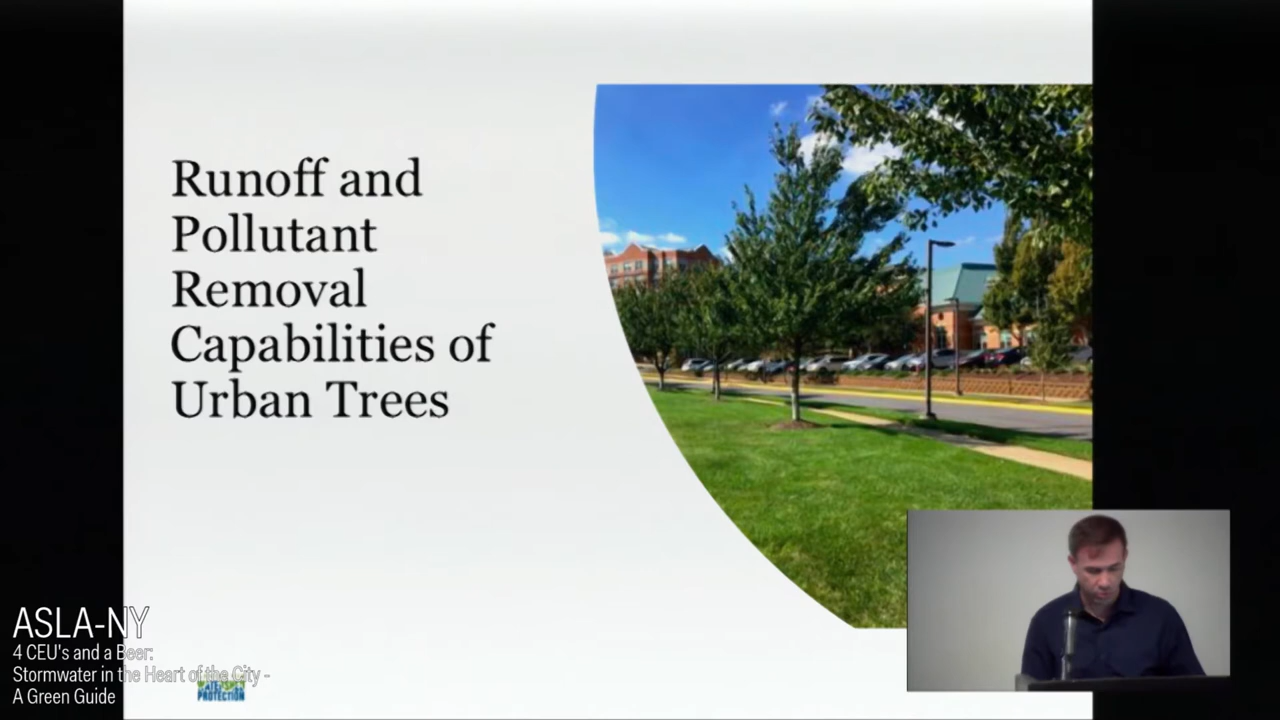 Runoff and
Pollutant
Removal
Capabilities of
Urban Trees
ASLA-NY
4 CEU's and a Beer:
Stormwater in the Heart of the City -
A Green Guide
PROTECTION